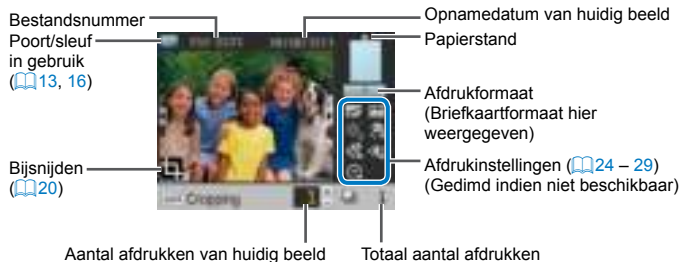 Bestandsnummer
Poort/sleuf
in gebruik
(13, 16)
Bijsnijden
(20)
Opnamedatum van huidig beeld
Papierstand
Afdrukformaat
(Briefkaartformaat hier
weergegeven)
Afdrukinstellingen (24 – 29)
(Gedimd indien niet beschikbaar)
Cropping
Aantal afdrukken van huidig beeld
Totaal aantal afdrukken